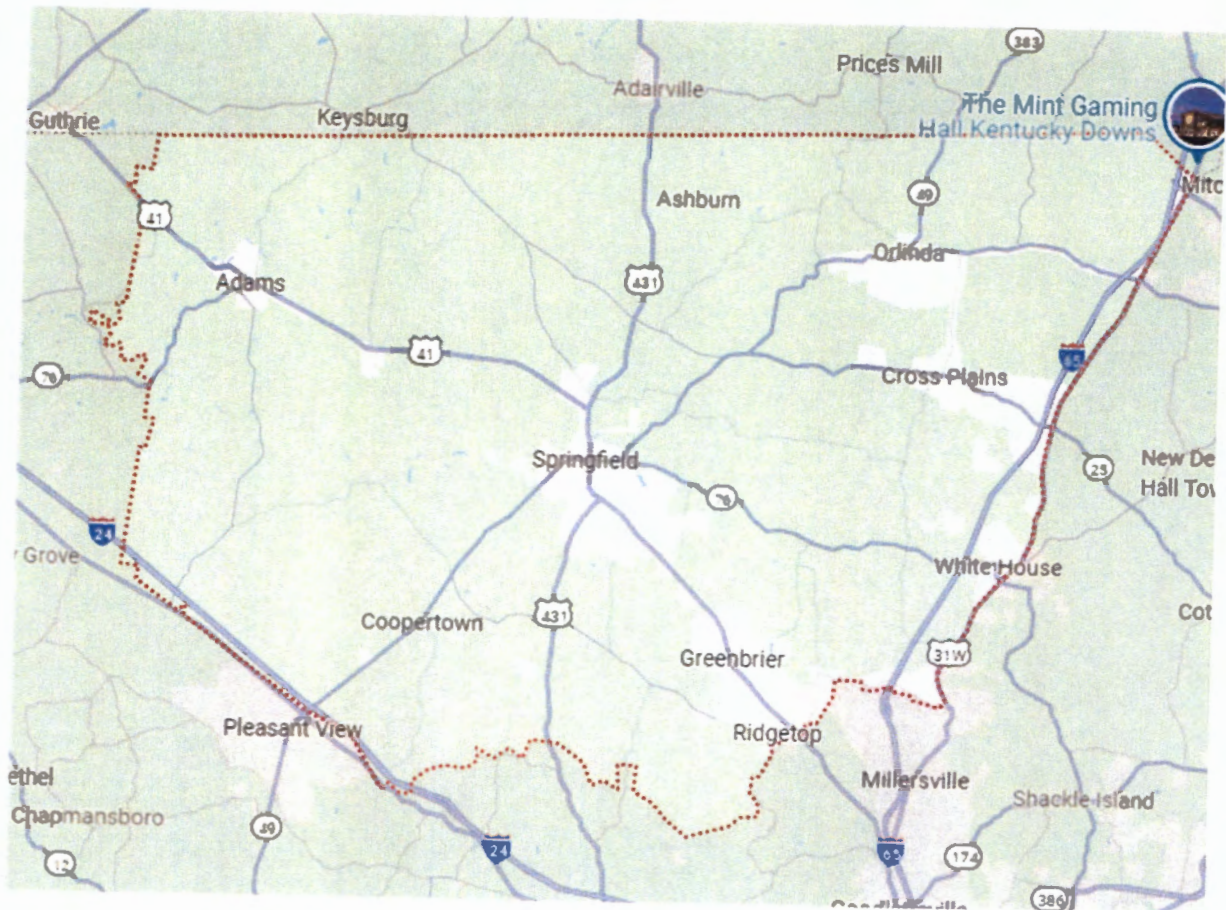 383
Prices Mill
Adairville
The Mint Gaming
Hall Kentucky Downs
Guthrie
Keysburg
Mitc
49
Ashburn
41
Orlinda
Adams
431
41
65
76
Cross Plains
Springfield
25
New De
Hall Tow
76
24
Grove
White House
Cot
431
Coopertown
31W
Greenbrier
Pleasant View
Ridgetop
ethel
Millersville
Shackle Island
Chapmansboro
49
24
65
174
12
386